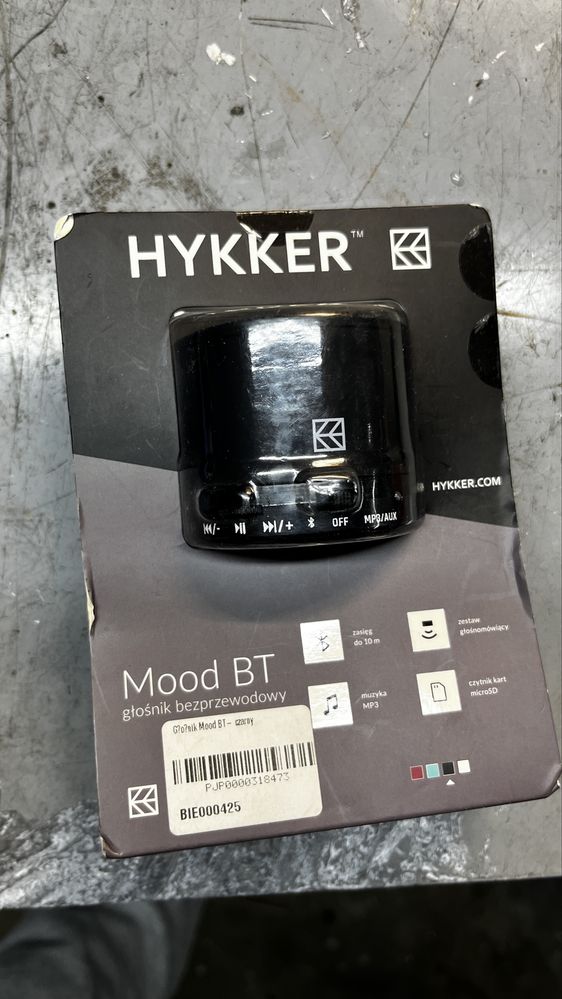 HYKKER™
HYKKER.COM
MP3/AUX
OFF
zasięg
do 10 m
zestaw
głośnomówiący
muzyka
MP3
czytnik kart
microSD
Mood BT
głośnik bezprzewodowy
G?o?nik Mood BT– czarny
PJP0000318473
BIE000425